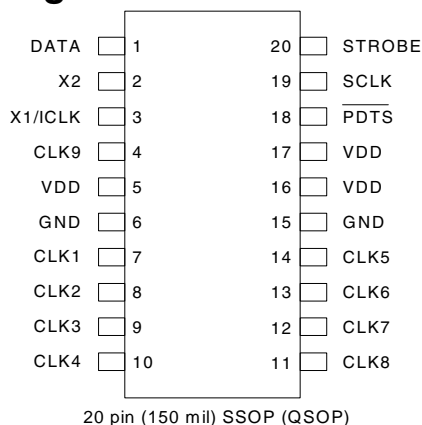 DATA 1 20 STROBE
X2 2 19 SCLK
X1/ICLK 3 18 PDTS
CLK9 4 17 VDD
VDD 5 16 VDD
GND 6 15 GND
CLK1 7 14 CLK5
CLK2 8 13 CLK6
CLK3 9 12 CLK7
CLK4 10 11 CLK8
20 pin (150 mil) SSOP (QSOP)